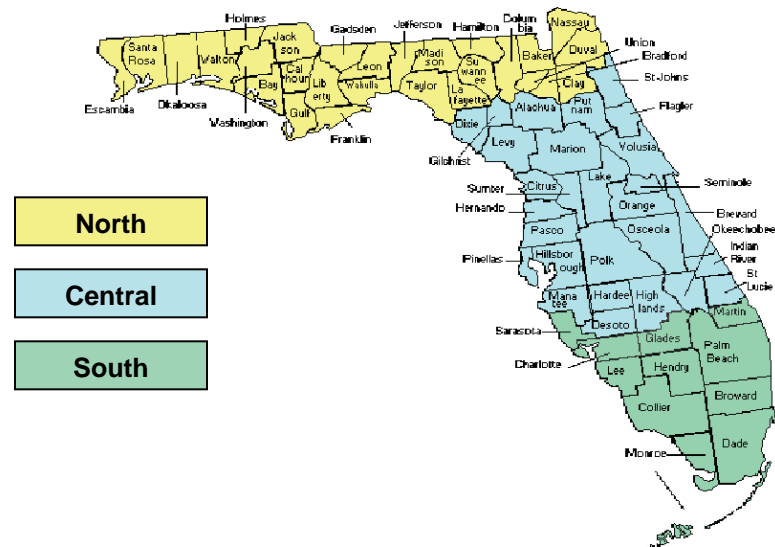 Holmes
Gadsden
Jefferson
Hamilton
Colum
bia
Nassau
Santa
Rosa
Walton
Jack
son
Cal
houn
Leon
Madi
son
Su
wann
ee
Baker
Duval
Union
Bradford
St Johns
Bay
Lib
erty
Wakulla
Taylor
La
fayette
Clay
Escambia
Okaloosa
Washington
Gulf
Franklin
Dixie
Gilchrist
Alachua
Put
nam
Flagler
Levy
Marion
Volusia
Sumter
Citrus
Lake
Seminole
Hernando
Orange
Brevard
Pasco
Osceola
Okeechobee
Pinellas
Hillsbor
ough
Polk
Indian
River
St
Lucie
Mana
tee
Hardee
High
lands
Desoto
Sarasota
Martin
Charlotte
Glades
Palm
Beach
Lee
Hendry
Collier
Broward
Monroe
Dade
North
Central
South